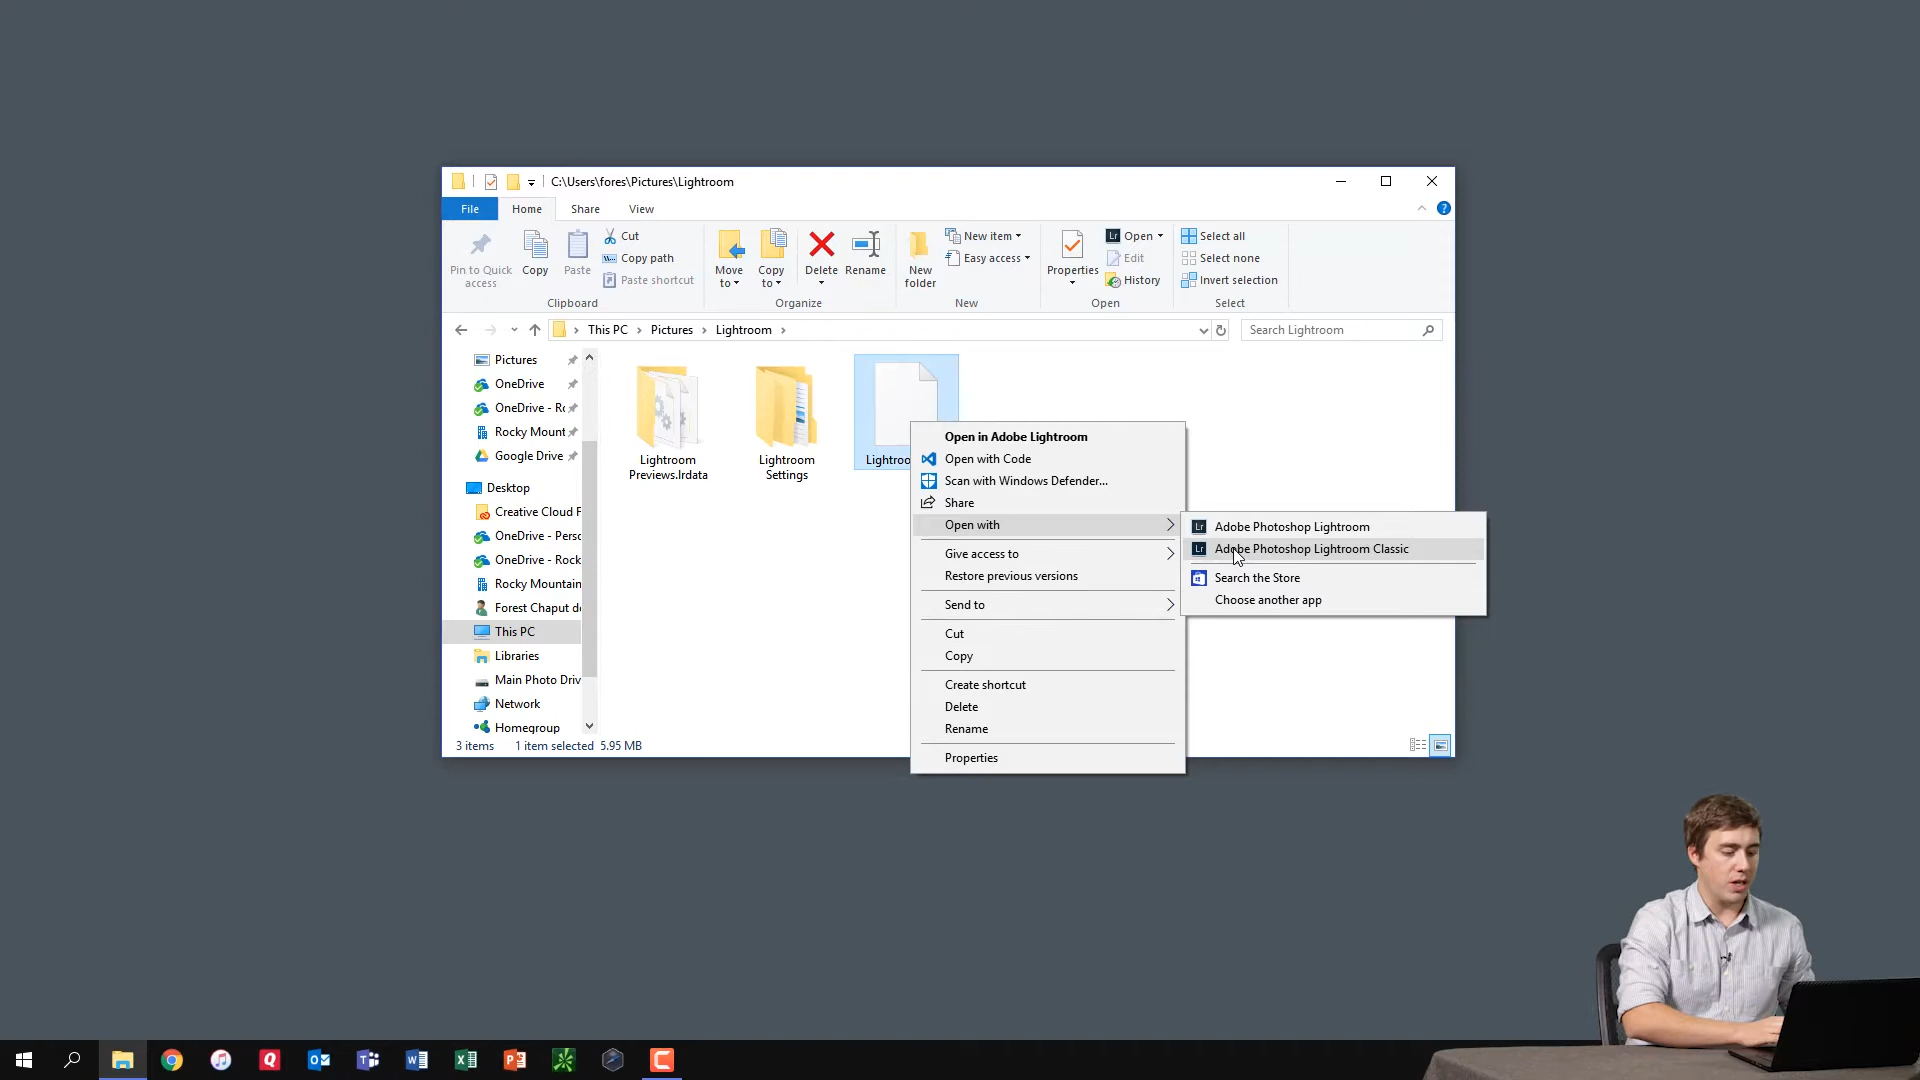 C:\Users\fores\Pictures\Lightroom
File Home Share View
Pin to Quick access
Copy
Paste
Cut
Copy path
Paste shortcut
Clipboard
Move to
Copy to
Delete
Rename
Organize
New folder
New item
Easy access
New
Properties
Open
Edit
History
Open
Select all
Select none
Invert selection
Select
This PC > Pictures > Lightroom >
Search Lightroom
Pictures
OneDrive
OneDrive - Ro
Rocky Mount
Google Drive
Desktop
Creative Cloud F
OneDrive - Perso
OneDrive - Rock
Rocky Mountain
Forest Chaput de
This PC
Libraries
Main Photo Driv
Network
Homegroup
Lightroom
Previews.lrdata
Lightroom
Settings
Lightroo
Open in Adobe Lightroom
Open with Code
Scan with Windows Defender...
Share
Open with
Give access to
Restore previous versions
Send to
Cut
Copy
Create shortcut
Delete
Rename
Properties
Lr Adobe Photoshop Lightroom
Lr Adobe Photoshop Lightroom Classic
Search the Store
Choose another app
3 items 1 item selected 5.95 MB